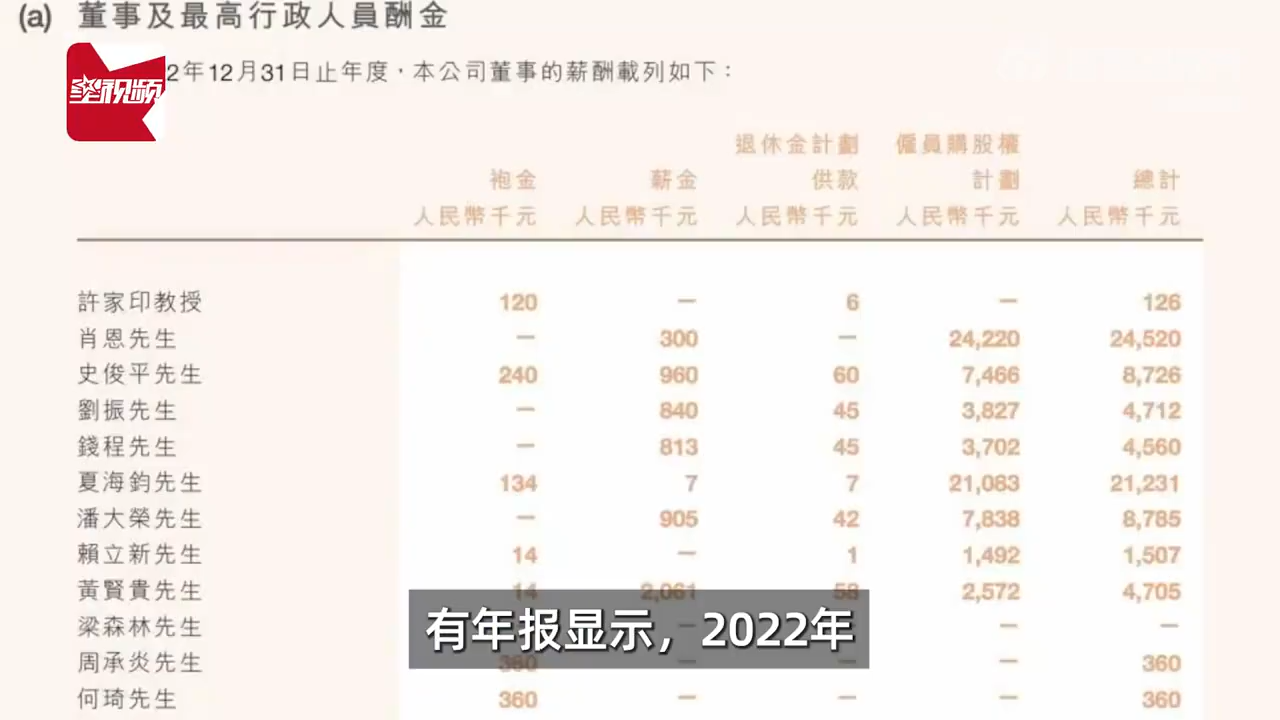 (a) 董事及最高行政人員酬金
星视频
2年12月31日止年度，本公司董事的薪酬載列如下：
退休金計劃 僱員購股權
袍金 薪金 供款 計劃 總計
人民幣千元 人民幣千元 人民幣千元 人民幣千元 人民幣千元
許家印教授 120 — 6 — 126
肖恩先生 — 300 — 24,220 24,520
史俊平先生 240 960 60 7,466 8,726
劉振先生 — 840 45 3,827 4,712
錢程先生 — 813 45 3,702 4,560
夏海鈞先生 134 7 7 21,083 21,231
潘大榮先生 — 905 42 7,838 8,785
賴立新先生 14 — 1 1,492 1,507
黃賢貴先生 14 2,061 58 2,572 4,705
梁森林先生 — — —
有年报显示，2022年
周承炎先生 360 — — — 360
何琦先生 360 — — — 360